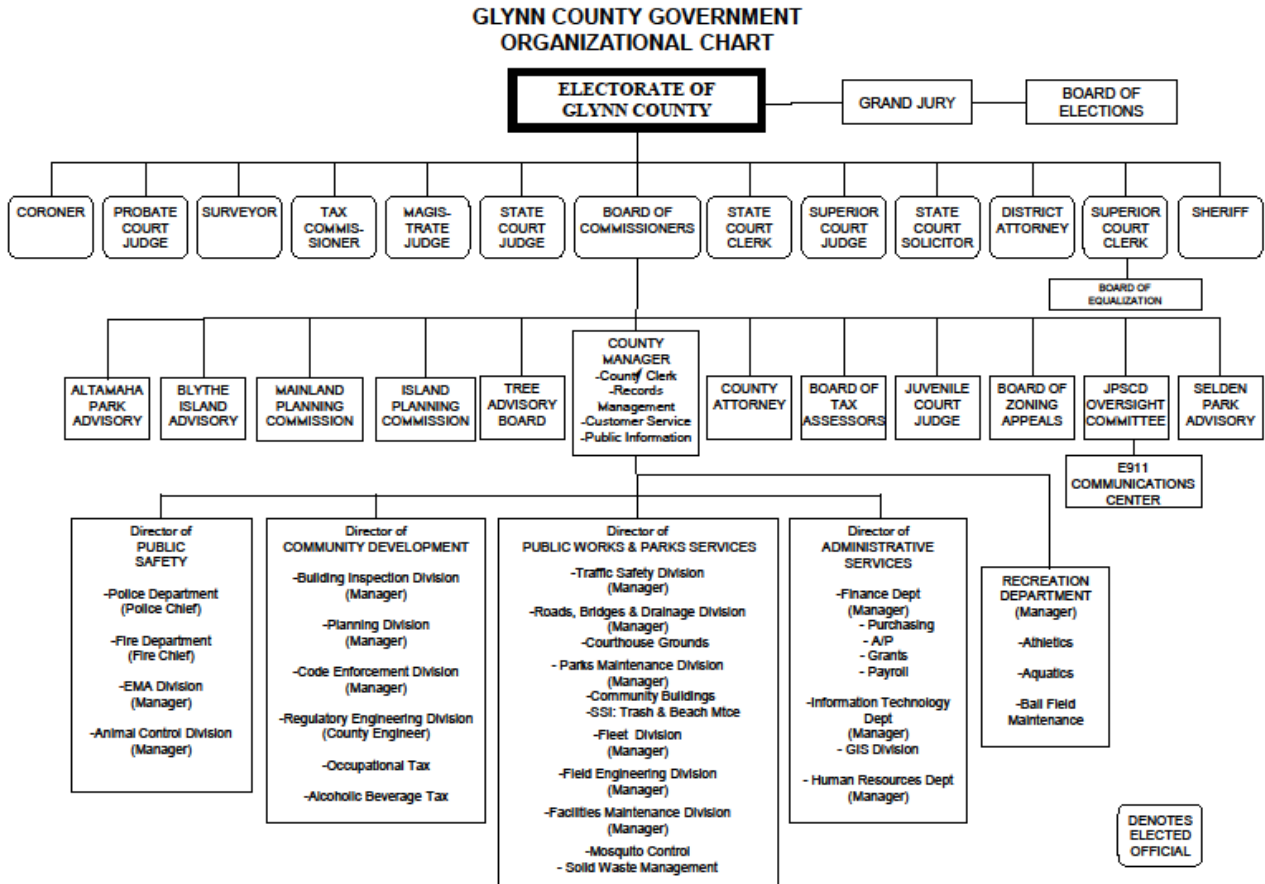 GLYNN COUNTY GOVERNMENT
ORGANIZATIONAL CHART
ELECTORATE OF
GLYNN COUNTY
GRAND JURY
BOARD OF
ELECTIONS
CORONER
PROBATE
COURT
JUDGE
SURVEYOR
TAX
COMMIS-
SIONER
MAGIS-
TRATE
JUDGE
STATE
COURT
JUDGE
BOARD OF
COMMISSIONERS
STATE
COURT
CLERK
SUPERIOR
COURT
JUDGE
STATE
COURT
SOLICITOR
DISTRICT
ATTORNEY
SUPERIOR
COURT
CLERK
SHERIFF
BOARD OF
EQUALIZATION
ALTAMAHA
PARK
ADVISORY
BLYTHE
ISLAND
ADVISORY
MAINLAND
PLANNING
COMMISSION
ISLAND
PLANNING
COMMISSION
TREE
ADVISORY
BOARD
COUNTY
MANAGER
-County Clerk
-Records
Management
-Customer Service
-Public Information
COUNTY
ATTORNEY
BOARD OF
TAX
ASSESSORS
JUVENILE
COURT
JUDGE
BOARD OF
ZONING
APPEALS
JPSCD
OVERSIGHT
COMMITTEE
SELDEN
PARK
ADVISORY
E911
COMMUNICATIONS
CENTER
Director of
PUBLIC
SAFETY
-Police Department
(Police Chief)
-Fire Department
(Fire Chief)
-EMA Division
(Manager)
-Animal Control Division
(Manager)
Director of
COMMUNITY DEVELOPMENT
-Building Inspection Division
(Manager)
-Planning Division
(Manager)
-Code Enforcement Division
(Manager)
-Regulatory Engineering Division
(County Engineer)
-Occupational Tax
-Alcoholic Beverage Tax
Director of
PUBLIC WORKS & PARKS SERVICES
-Traffic Safety Division
(Manager)
-Roads, Bridges & Drainage Division
(Manager)
-Courthouse Grounds
- Parks Maintenance Division
(Manager)
-Community Buildings
-SSI: Trash & Beach Mtce
-Fleet Division
(Manager)
-Field Engineering Division
(Manager)
-Facilities Maintenance Division
(Manager)
-Mosquito Control
- Solid Waste Management
Director of
ADMINISTRATIVE
SERVICES
-Finance Dept
(Manager)
- Purchasing
- A/P
- Grants
- Payroll
-Information Technology
Dept
(Manager)
- GIS Division
- Human Resources Dept
(Manager)
RECREATION
DEPARTMENT
(Manager)
-Athletics
-Aquatics
-Ball Field
Maintenance
DENOTES
ELECTED
OFFICIAL